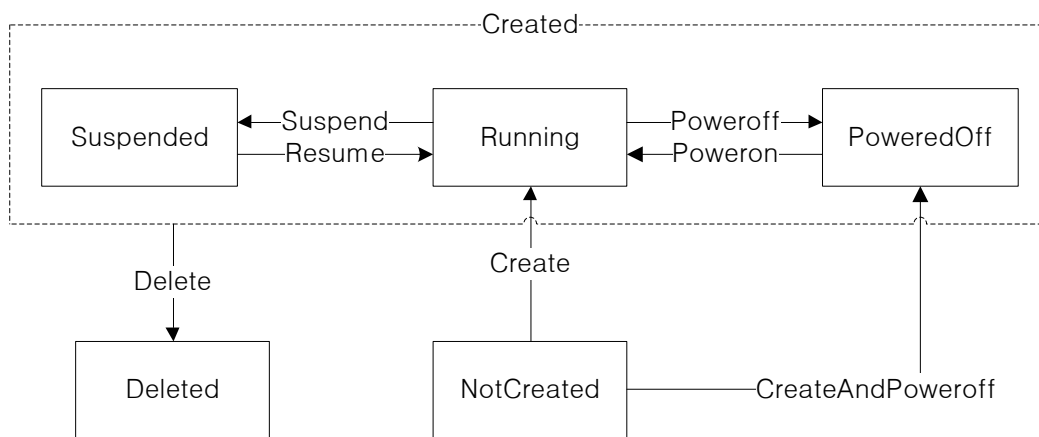 Created
Suspended
Suspend
Resume
Running
Poweroff
Poweron
PoweredOff
Delete
Create
Deleted
NotCreated
CreateAndPoweroff